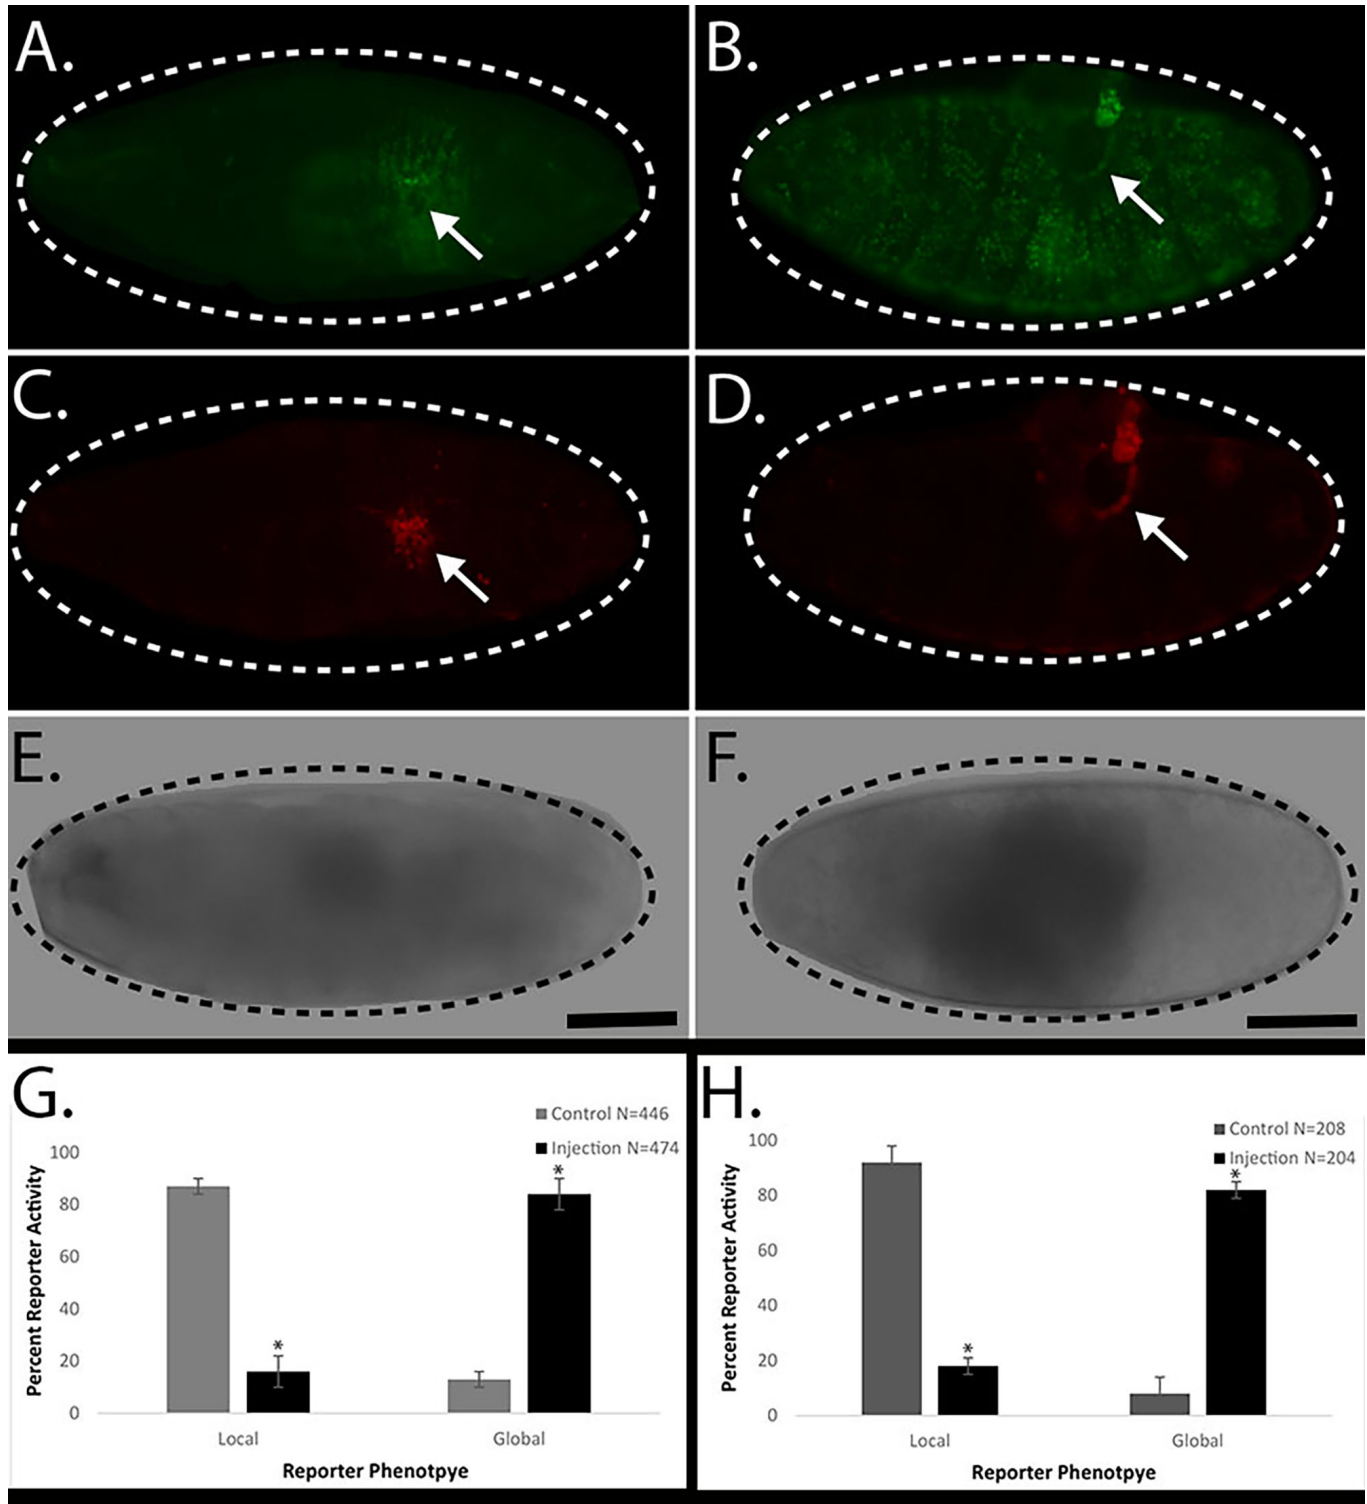 A.
B.
C.
D.
E.
F.
G.
Control N=446
Injection N=474
100
80
60
40
20
0
Percent Reporter Activity
*
*
Local
Global
Reporter Phenotpye
H.
Control N=208
Injection N=204
100
80
60
40
20
0
Percent Reporter Activity
*
*
Local
Global
Reporter Phenotpye